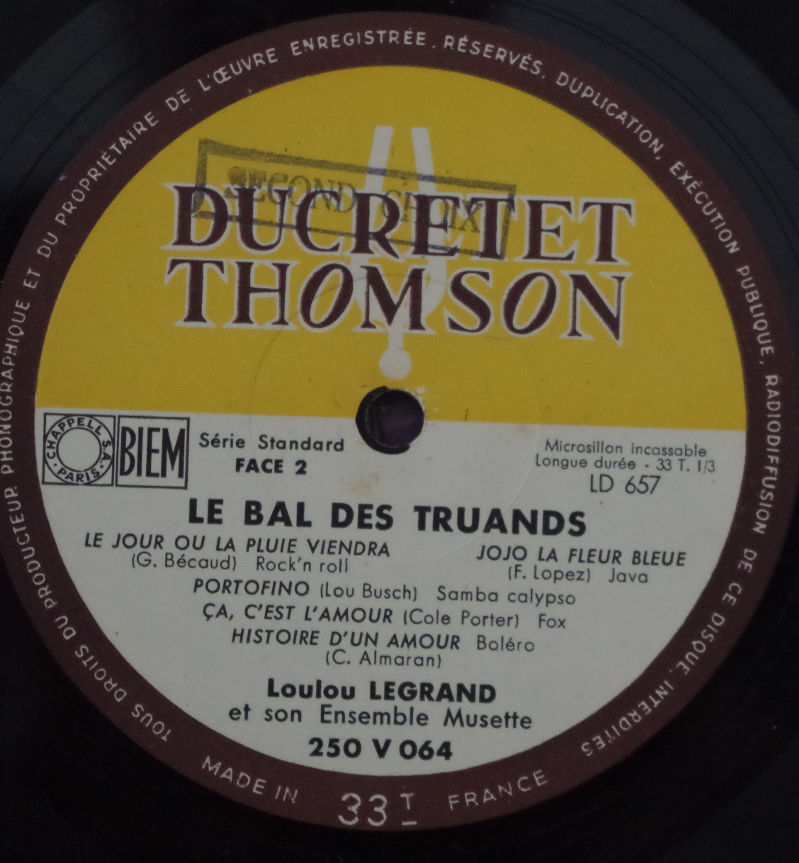 TOUS DROITS DU PRODUCTEUR PHONOGRAPHIQUE ET DU PROPRIÉTAIRE DE L'ŒUVRE ENREGISTRÉE. RÉSERVÉS. DUPLICATION, EXÉCUTION PUBLIQUE, RADIODIFFUSION DE CE DISQUE, INTERDITES
SECOND CHOIX
DUCRETET
THOMSON
CHAPPELL S.A.
PARIS
BIEM
Série Standard
FACE 2
Microsillon incassable
Longue durée - 33 T. 1/3
LD 657
LE BAL DES TRUANDS
LE JOUR OU LA PLUIE VIENDRA
(G. Bécaud) Rock'n roll
JOJO LA FLEUR BLEUE
(F. Lopez) Java
PORTOFINO (Lou Busch) Samba calypso
ÇA, C'EST L'AMOUR (Cole Porter) Fox
HISTOIRE D'UN AMOUR Boléro
(C. Almaran)
Loulou LEGRAND
et son Ensemble Musette
250 V 064
MADE IN FRANCE
33 T